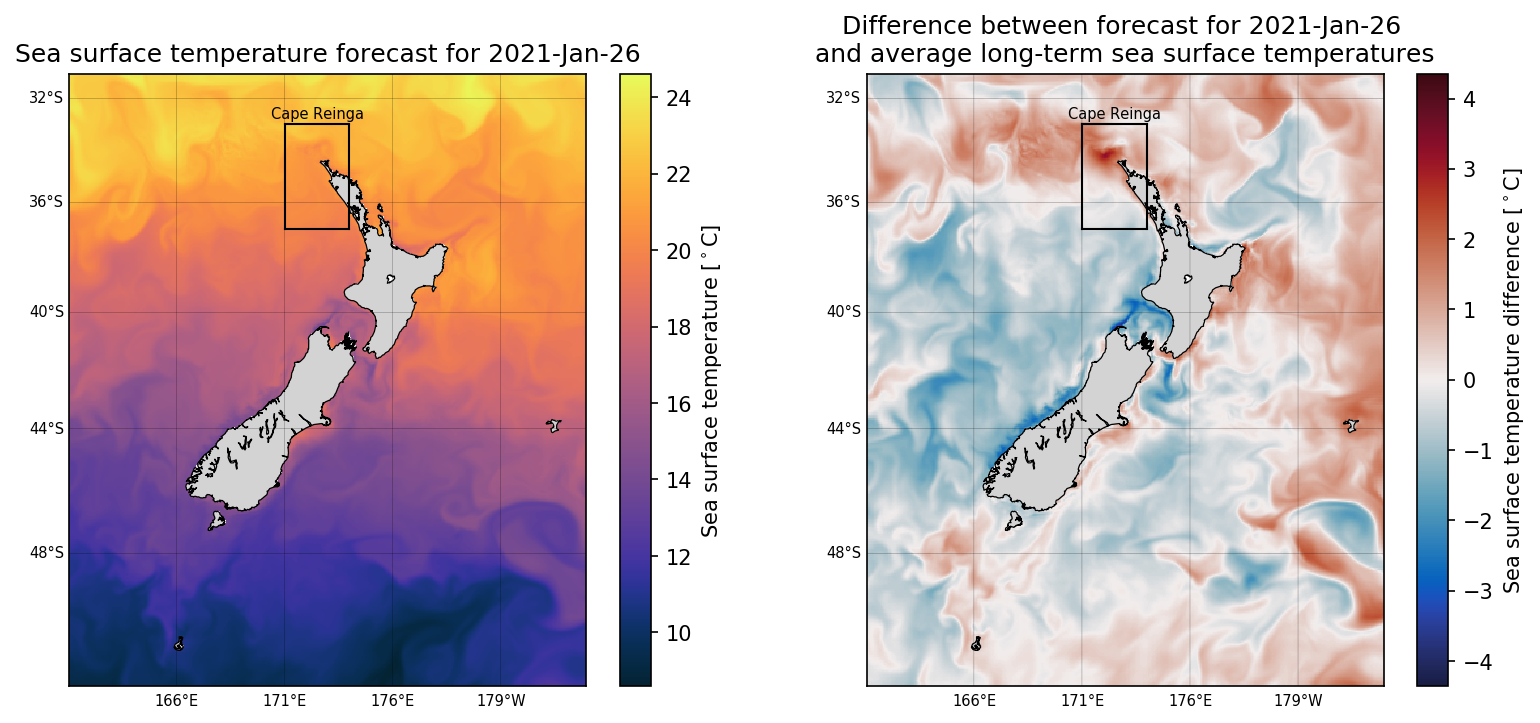 Sea surface temperature forecast for 2021-Jan-26
32°S
36°S
40°S
44°S
48°S
166°E
171°E
176°E
179°W
Cape Reinga
24
22
20
18
16
14
12
10
Sea surface temperature [°C]
Difference between forecast for 2021-Jan-26
and average long-term sea surface temperatures
32°S
36°S
40°S
44°S
48°S
166°E
171°E
176°E
179°W
Cape Reinga
4
3
2
1
0
−1
−2
−3
−4
Sea surface temperature difference [°C]